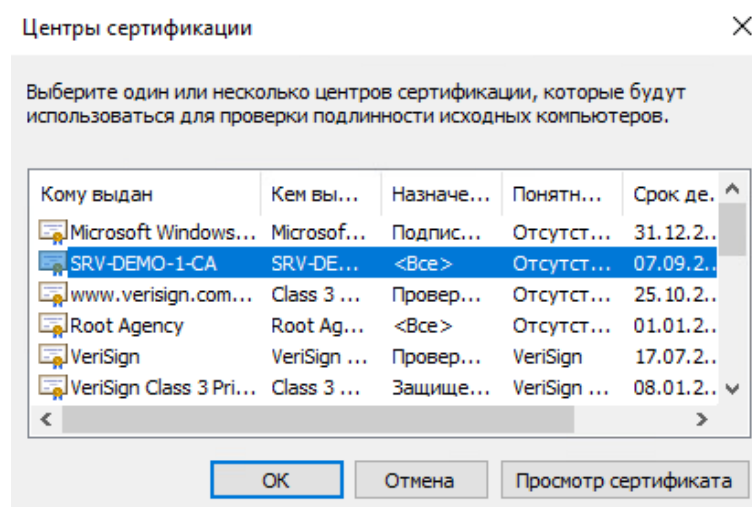 Центры сертификации
Выберите один или несколько центров сертификации, которые будут
использоваться для проверки подлинности исходных компьютеров.
Кому выдан Кем вы... Назначе... Понятн... Срок де.
Microsoft Windows... Microsof... Подпис... Отсутст... 31.12.2...
SRV-DEMO-1-CA SRV-DE... <Все> Отсутст... 07.09.2...
www.verisign.com... Class 3 ... Провер... Отсутст... 25.10.2...
Root Agency Root Ag... <Все> Отсутст... 01.01.2...
VeriSign VeriSign ... Провер... VeriSign 17.07.2...
VeriSign Class 3 Pri... Class 3 ... Защище... VeriSign ... 08.01.2...
ОК Отмена Просмотр сертификата